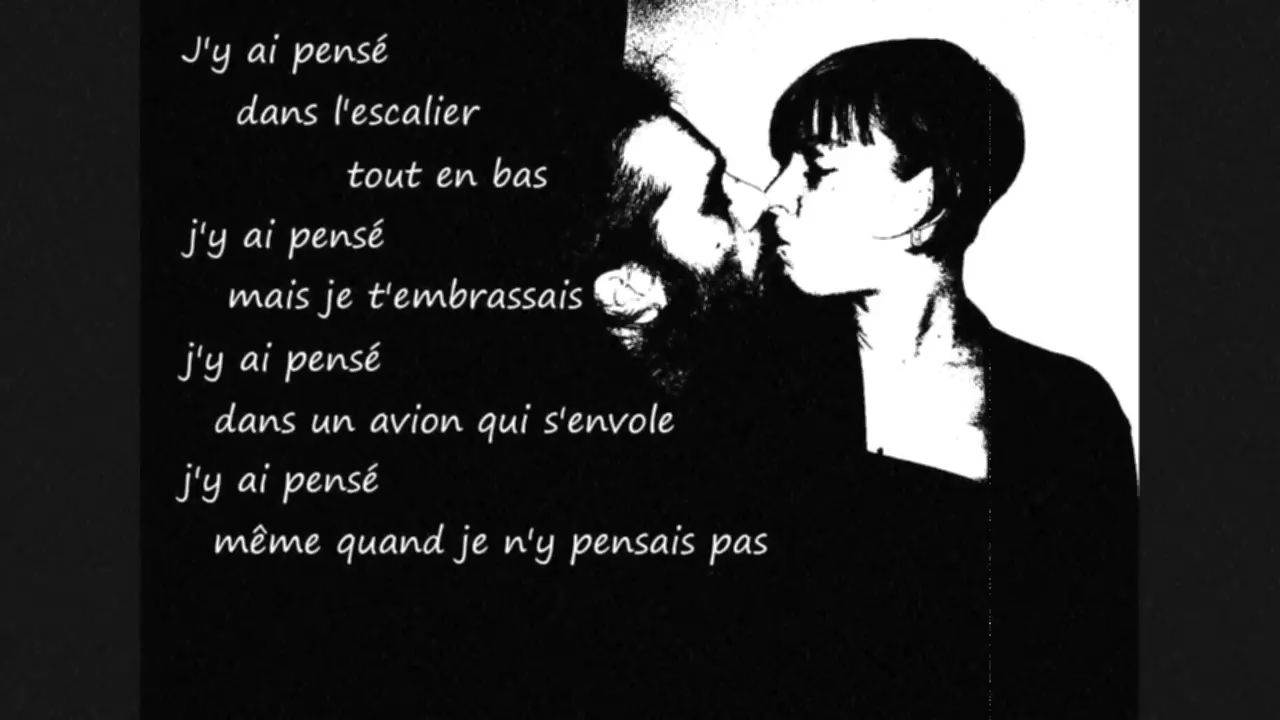 J'y ai pensé
dans l'escalier
tout en bas
j'y ai pensé
mais je t'embrassais
j'y ai pensé
dans un avion qui s'envole
j'y ai pensé
même quand je n'y pensais pas